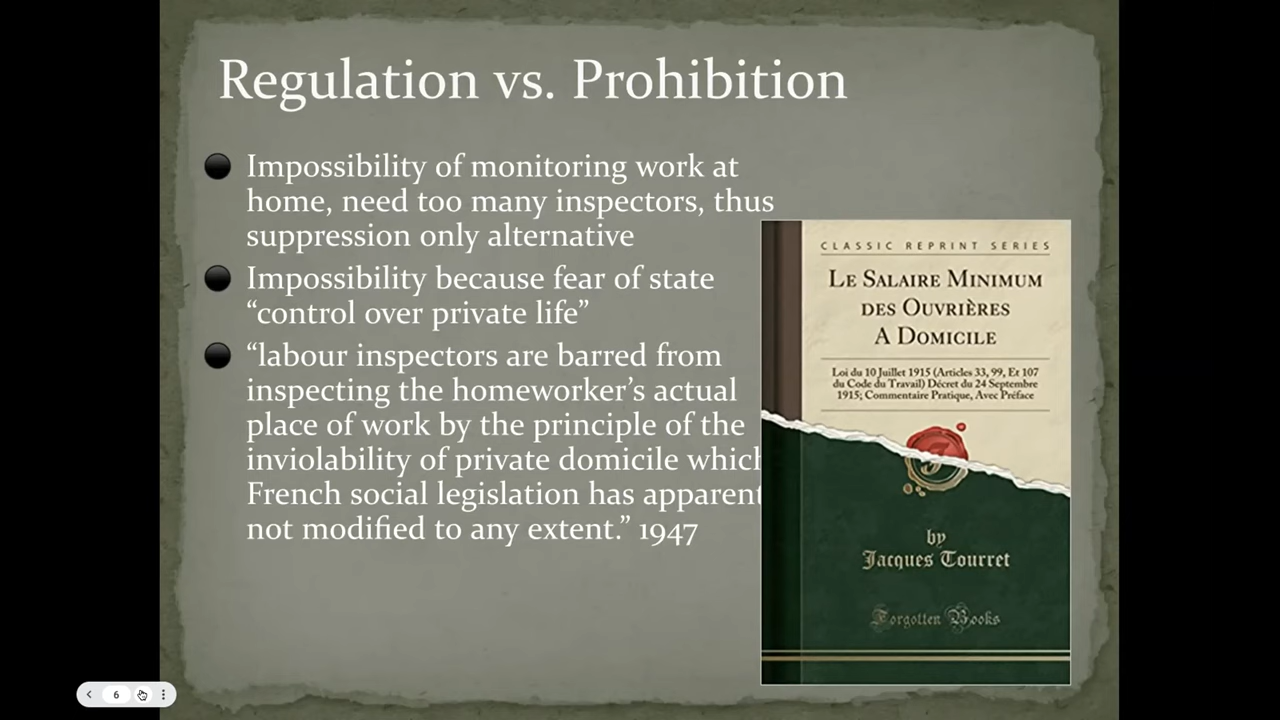 Regulation vs. Prohibition
Impossibility of monitoring work at
home, need too many inspectors, thus
suppression only alternative
Impossibility because fear of state
“control over private life”
“labour inspectors are barred from
inspecting the homeworker’s actual
place of work by the principle of the
inviolability of private domicile which
French social legislation has apparent
not modified to any extent.” 1947
CLASSIC REPRINT SERIES
LE SALAIRE MINIMUM
DES OUVRIÈRES
A DOMICILE
Loi du 10 Juillet 1915 (Articles 33, 99, Et 107
du Code du Travail) Décret du 24 Septembre
1915; Commentaire Pratique, Avec Préface
by
Jacques Tourret
Forgotten Books
6